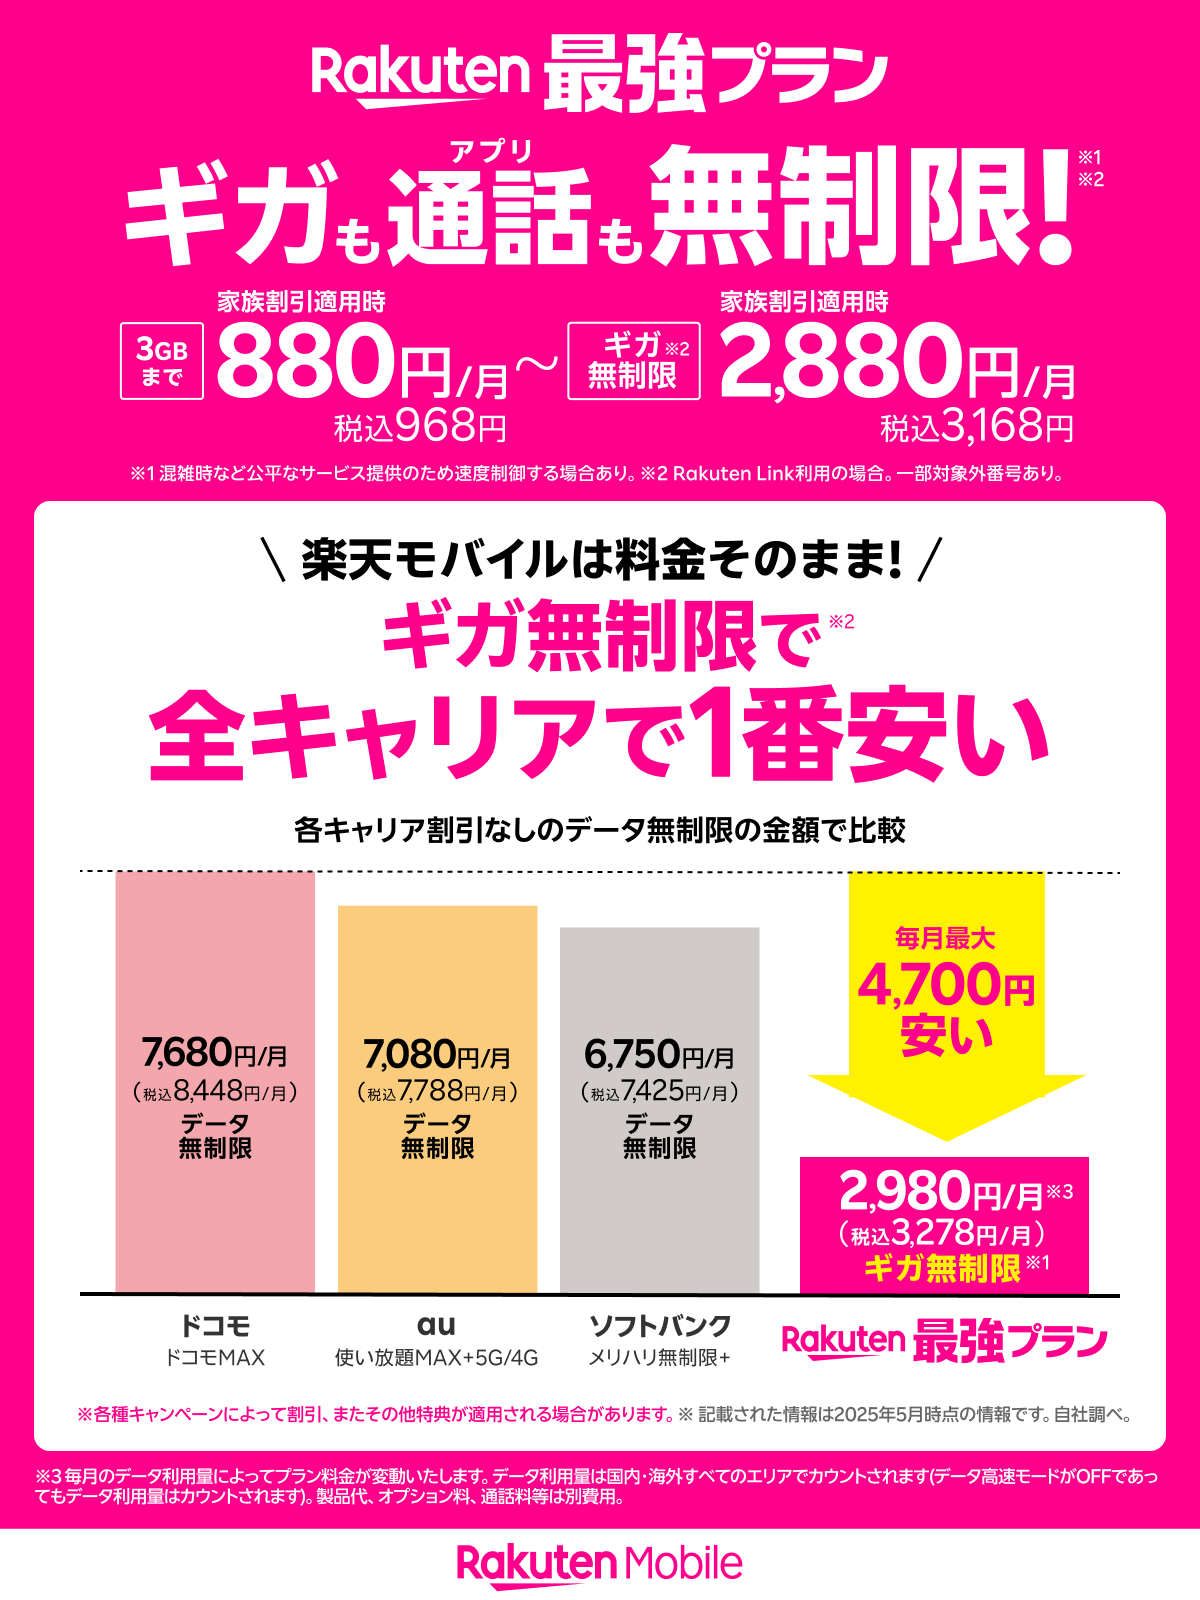 Rakuten 最強プラン
アプリ
ギガも通話も無制限! ※1 ※2
家族割引適用時 家族割引適用時
3GBまで 880円/月 〜 ギガ※2無制限 2,880円/月
税込968円 税込3,168円
※1 混雑時など公平なサービス提供のため速度制御する場合あり。※2 Rakuten Link利用の場合。一部対象外番号あり。
\ 楽天モバイルは料金そのまま! /
ギガ無制限で ※2
全キャリアで1番安い
各キャリア割引なしのデータ無制限の金額で比較
7,680円/月
(税込8,448円/月)
データ
無制限
7,080円/月
(税込7,788円/月)
データ
無制限
6,750円/月
(税込7,425円/月)
データ
無制限
毎月最大
4,700円
安い
2,980円/月※3
(税込3,278円/月)
ギガ無制限※1
ドコモ
ドコモMAX
au
使い放題MAX+5G/4G
ソフトバンク
メリハリ無制限+
Rakuten 最強プラン
※各種キャンペーンによって割引、またその他特典が適用される場合があります。※ 記載された情報は2025年5月時点の情報です。自社調べ。
※3 毎月のデータ利用量によってプラン料金が変動いたします。データ利用量は国内・海外すべてのエリアでカウントされます(データ高速モードがOFFであっ
てもデータ利用量はカウントされます)。製品代、オプション料、通話料等は別費用。
Rakuten Mobile